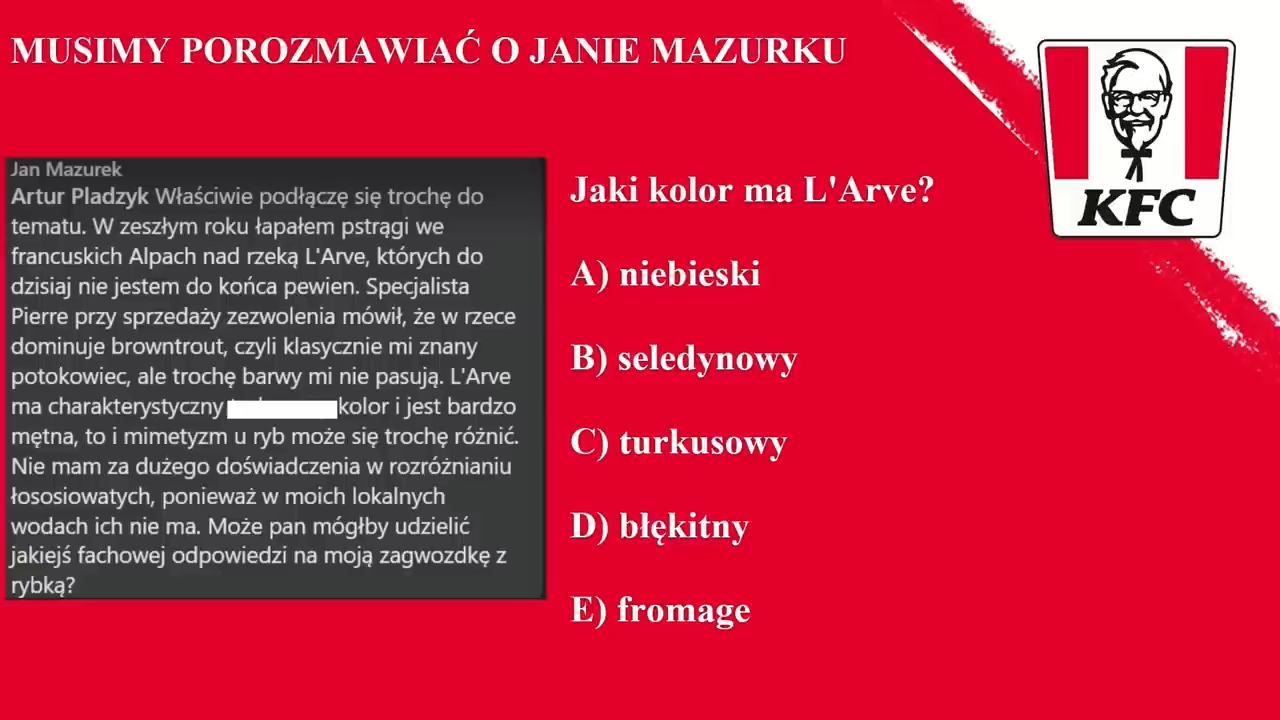 MUSIMY POROZMAWIAĆ O JANIE MAZURKU
KFC
Jan Mazurek
Artur Pladzyk Właściwie podłączę się trochę do
tematu. W zeszłym roku łapałem pstrągi we
francuskich Alpach nad rzeką L'Arve, których do
dzisiaj nie jestem do końca pewien. Specjalista
Pierre przy sprzedaży zezwolenia mówił, że w rzece
dominuje browntrout, czyli klasycznie mi znany
potokowiec, ale trochę barwy mi nie pasują. L'Arve
ma charakterystyczny kolor i jest bardzo
mętna, to i mimetyzm u ryb może się trochę różnić.
Nie mam za dużego doświadczenia w rozróżnianiu
łososiowatych, ponieważ w moich lokalnych
wodach ich nie ma. Może pan mógłby udzielić
jakiejś fachowej odpowiedzi na moją zagwozdkę z
rybką?
Jaki kolor ma L'Arve?
A) niebieski
B) seledynowy
C) turkusowy
D) błękitny
E) fromage